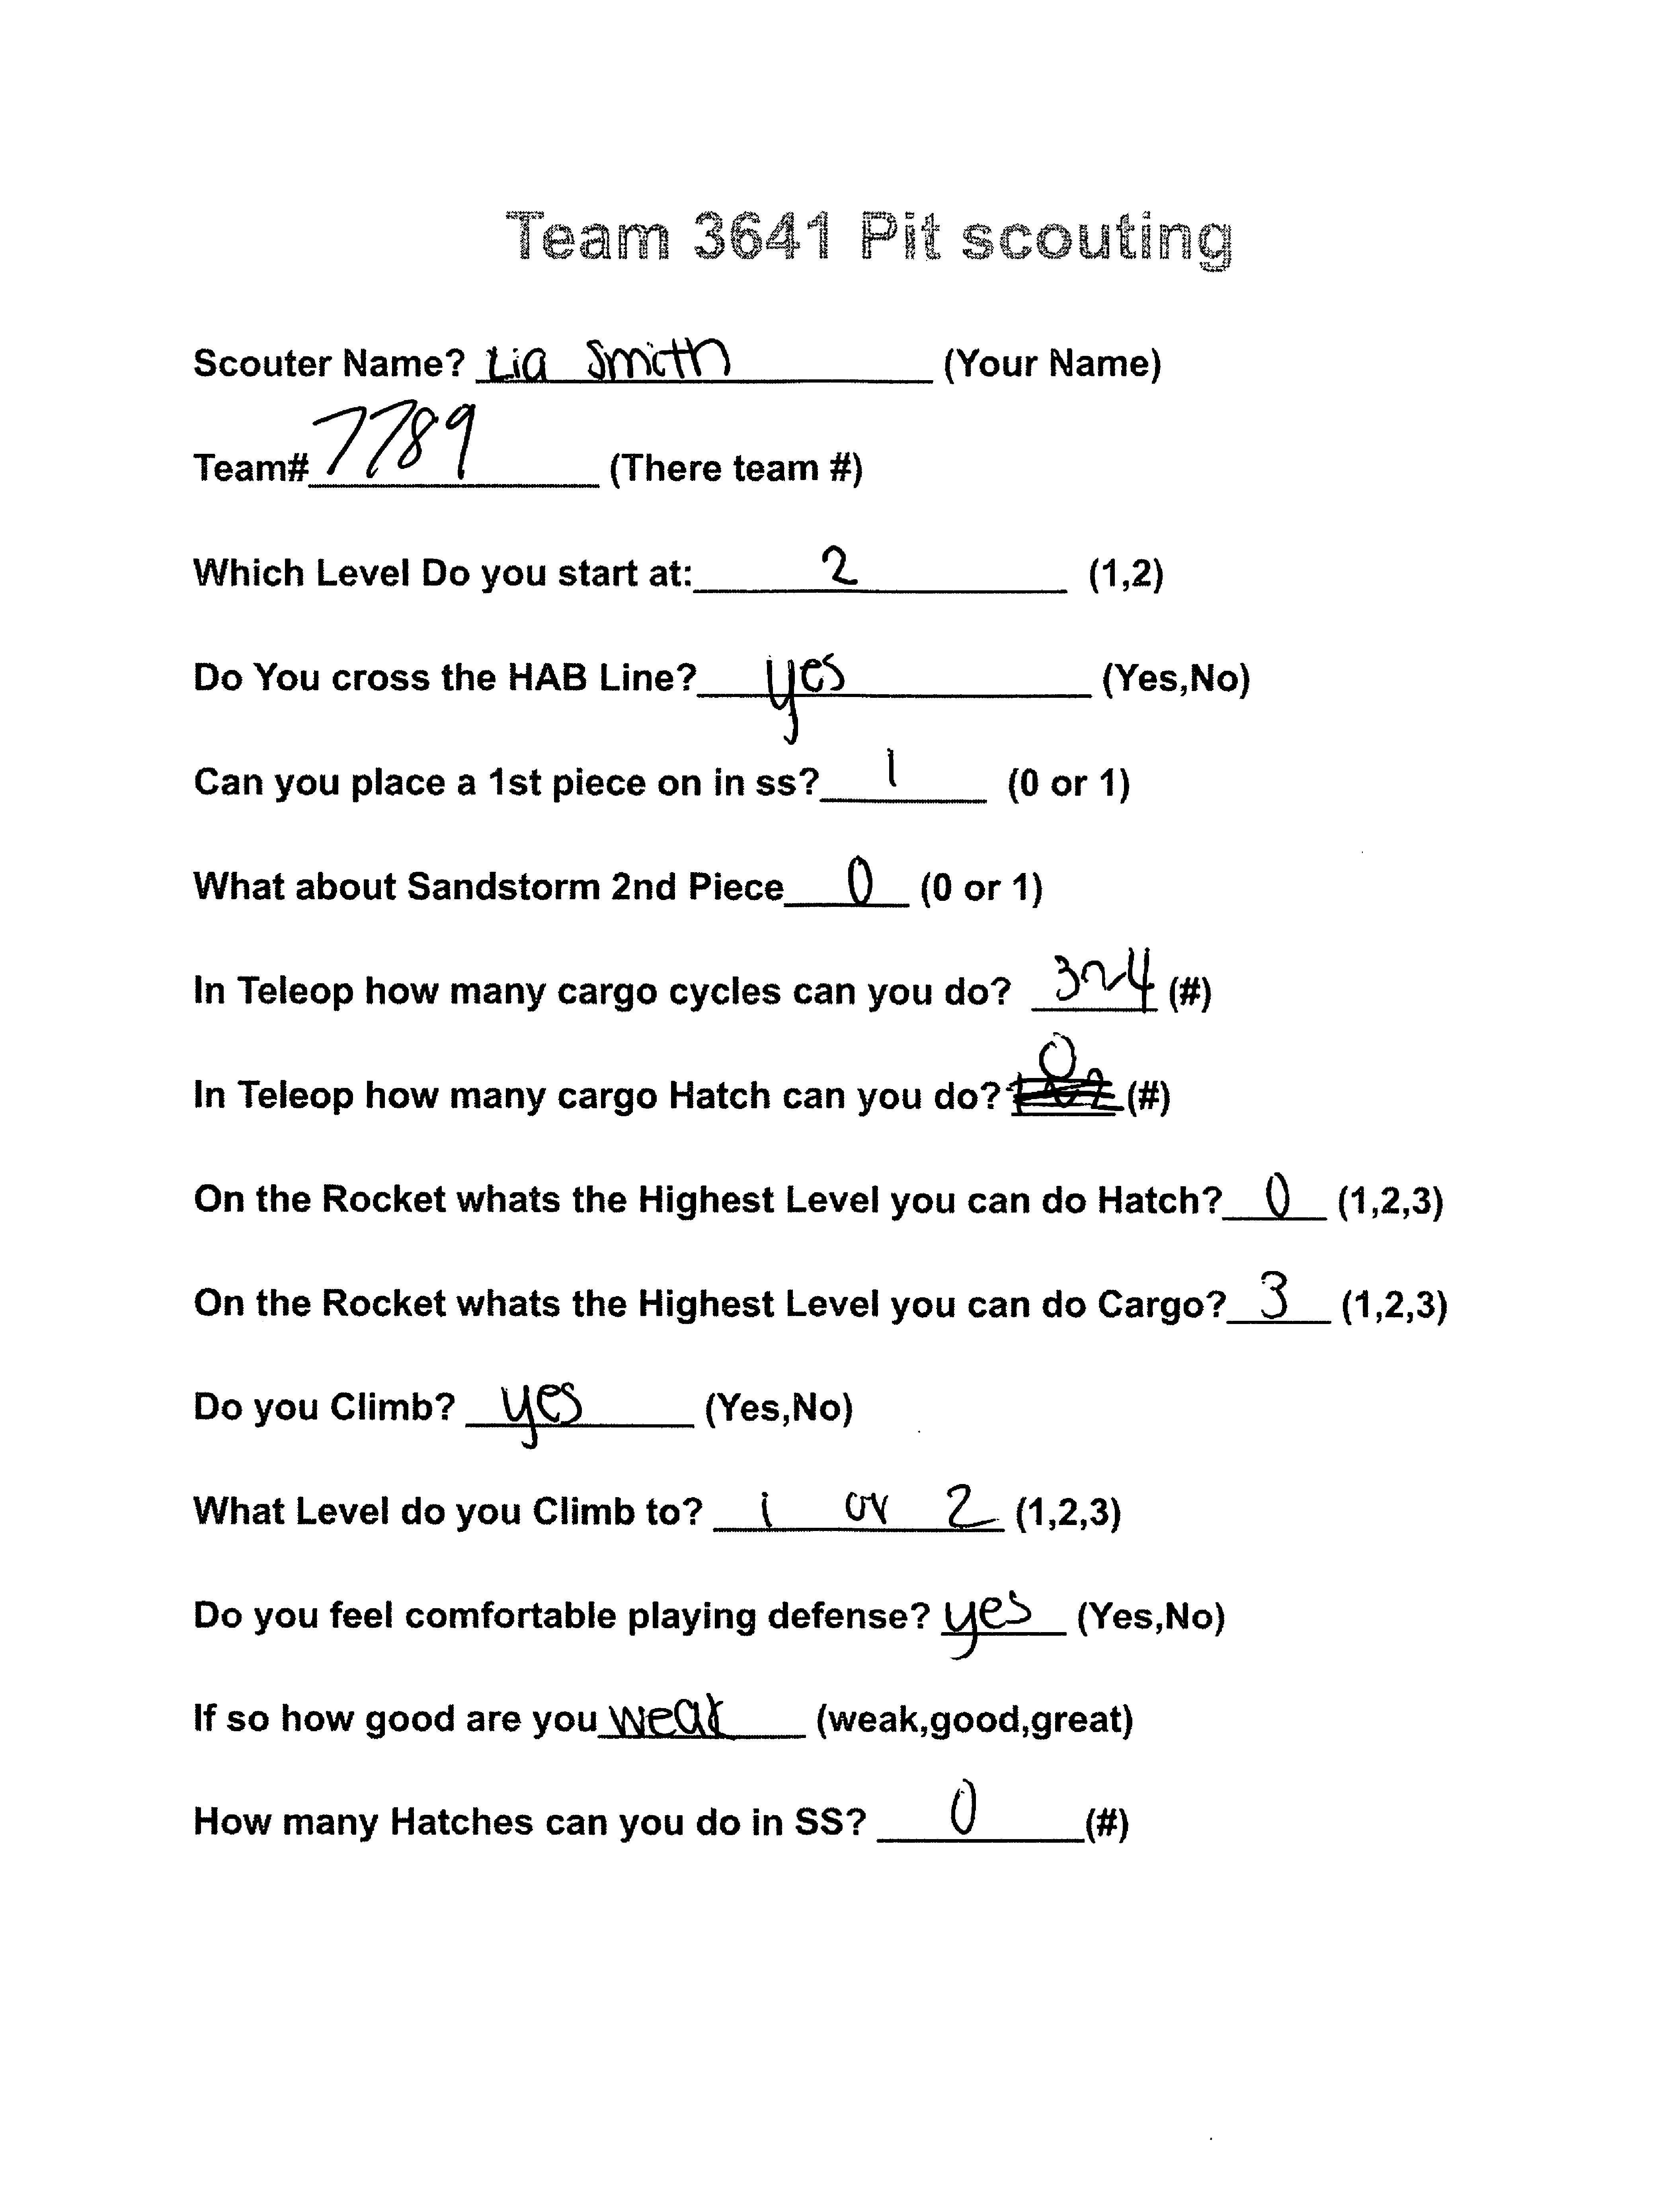 Team 3641 Pit scouting
Scouter Name? Lia Smith (Your Name)
Team# 7789 (There team #)
Which Level Do you start at: 2 (1,2)
Do You cross the HAB Line? yes (Yes,No)
Can you place a 1st piece on in ss? 1 (0 or 1)
What about Sandstorm 2nd Piece 0 (0 or 1)
In Teleop how many cargo cycles can you do? 3~4 (#)
In Teleop how many cargo Hatch can you do? 0 (#)
On the Rocket whats the Highest Level you can do Hatch? 0 (1,2,3)
On the Rocket whats the Highest Level you can do Cargo? 3 (1,2,3)
Do you Climb? yes (Yes,No)
What Level do you Climb to? 1 or 2 (1,2,3)
Do you feel comfortable playing defense? yes (Yes,No)
If so how good are you weak (weak,good,great)
How many Hatches can you do in SS? 0 (#)